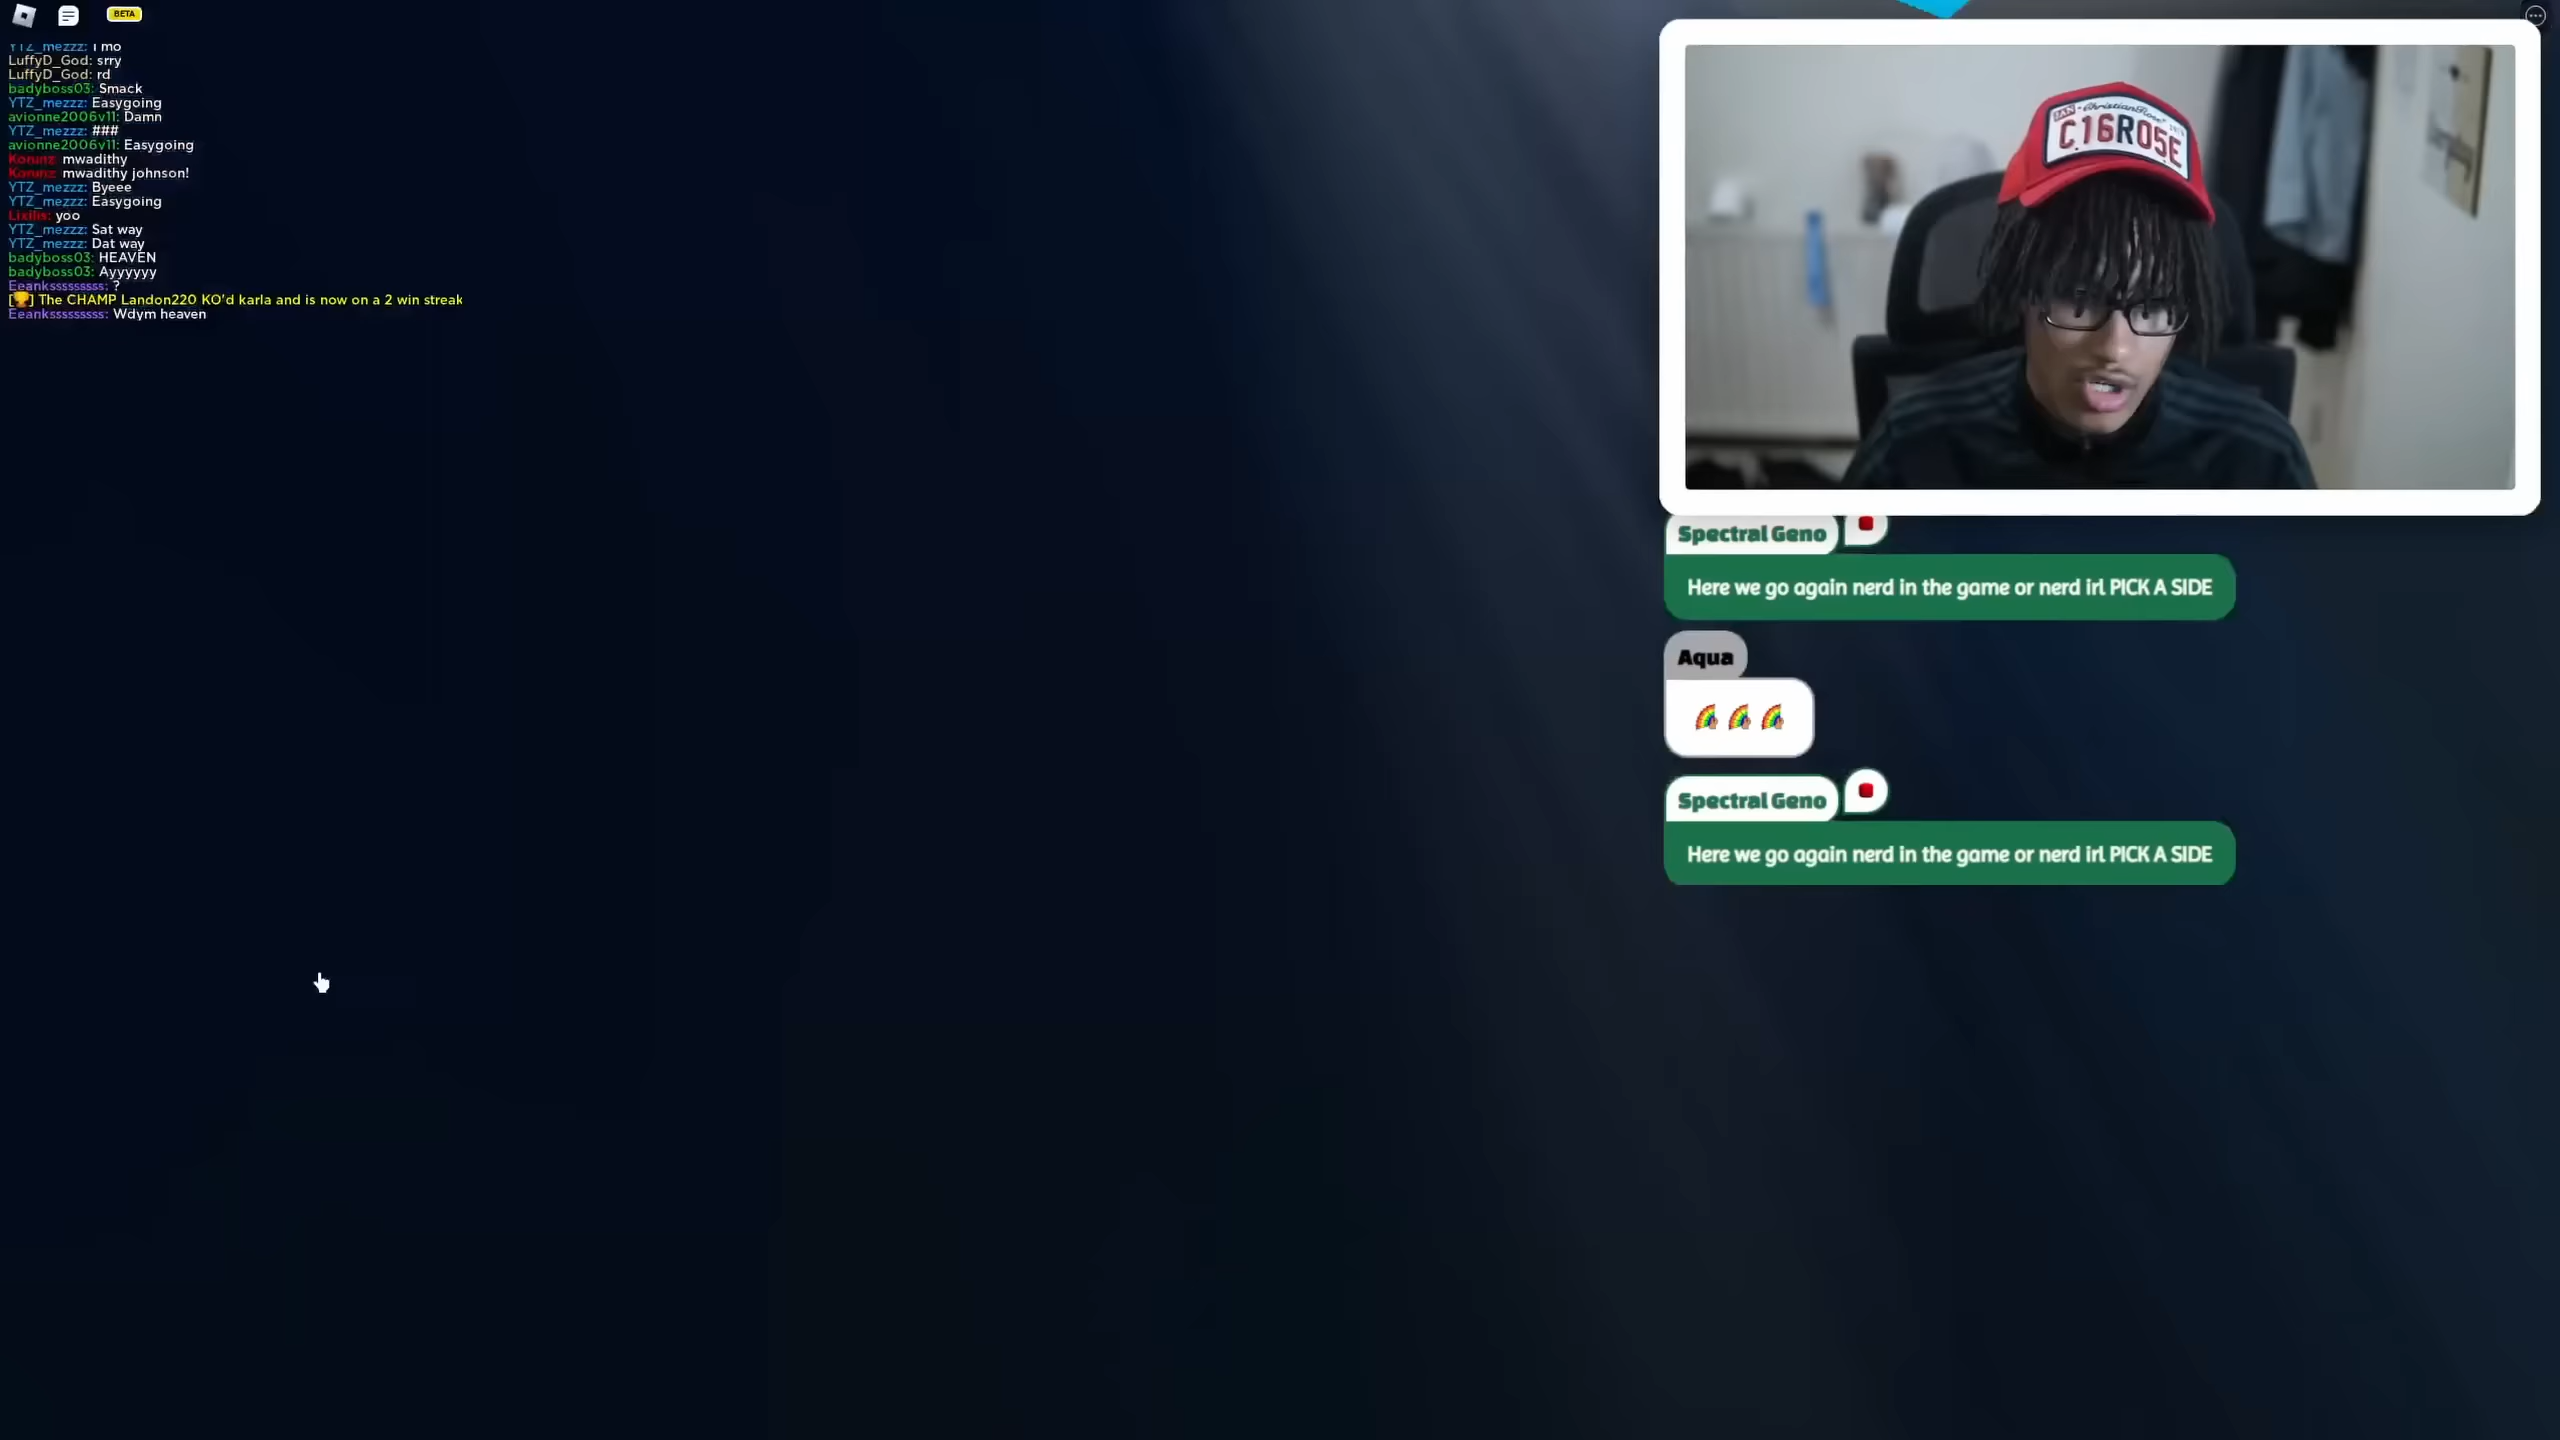 BETA
YTZ_mezzz: I mo
LuffyD_God: srry
LuffyD_God: rd
badyboss03: Smack
YTZ_mezzz: Easygoing
avionne2006v11: Damn
YTZ_mezzz: ###
avionne2006v11: Easygoing
mwadithy
mwadithy johnson!
YTZ_mezzz: Byeee
YTZ_mezzz: Easygoing
Lixilis: yoo
YTZ_mezzz: Sat way
YTZ_mezzz: Dat way
badyboss03: HEAVEN
badyboss03: Ayyyyyy
Eeanksssssssss: ?
[🏆] The CHAMP Landon220 KO'd karla and is now on a 2 win streak
Eeanksssssssss: Wdym heaven
C16ROSE
Spectral Geno
Here we go again nerd in the game or nerd irl PICK A SIDE
Aqua
Spectral Geno
Here we go again nerd in the game or nerd irl PICK A SIDE